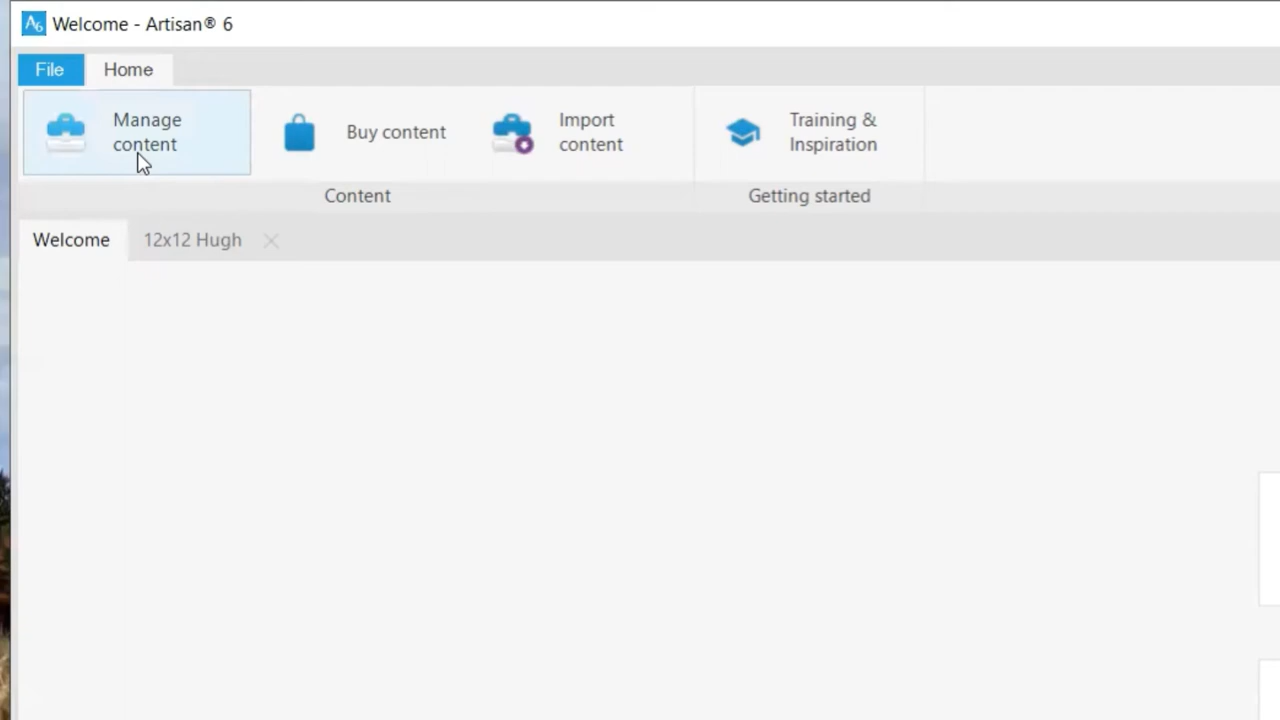 Welcome - Artisan® 6
File
Home
Manage
content
Buy content
Import
content
Training &
Inspiration
Content
Getting started
Welcome
12x12 Hugh